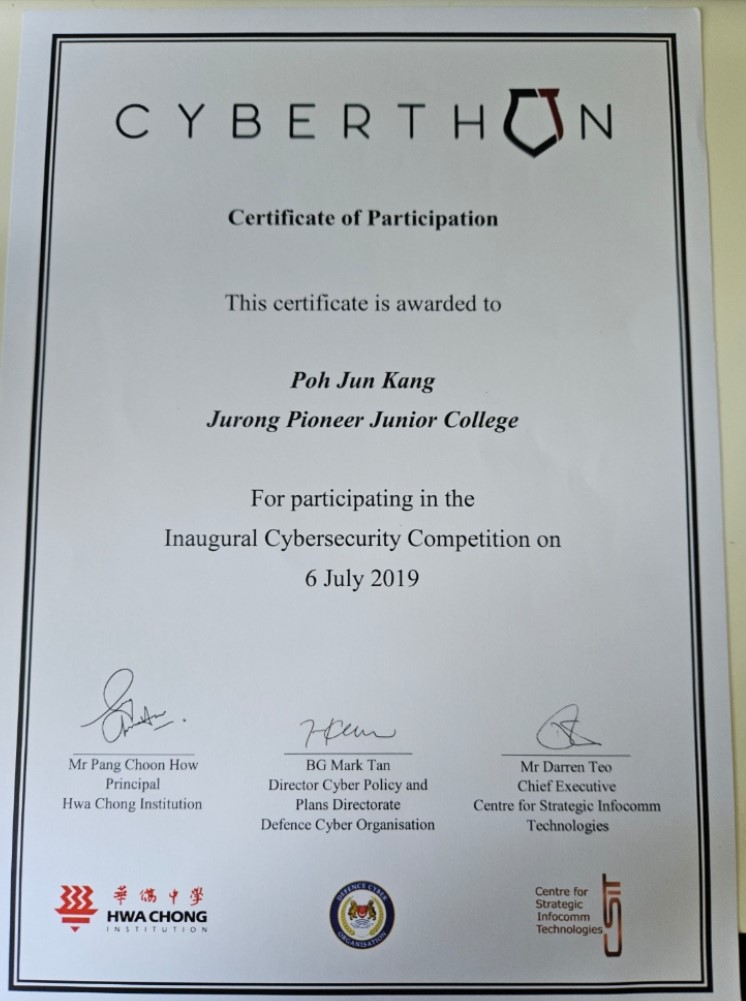 CYBERTHON
Certificate of Participation
This certificate is awarded to
Poh Jun Kang
Jurong Pioneer Junior College
For participating in the
Inaugural Cybersecurity Competition on
6 July 2019
Mr Pang Choon How
Principal
Hwa Chong Institution
BG Mark Tan
Director Cyber Policy and
Plans Directorate
Defence Cyber Organisation
Mr Darren Teo
Chief Executive
Centre for Strategic Infocomm
Technologies
華僑中學
HWA CHONG
INSTITUTION
DEFENCE CYBER
ORGANISATION
Centre for
Strategic
Infocomm
Technologies
CSIT